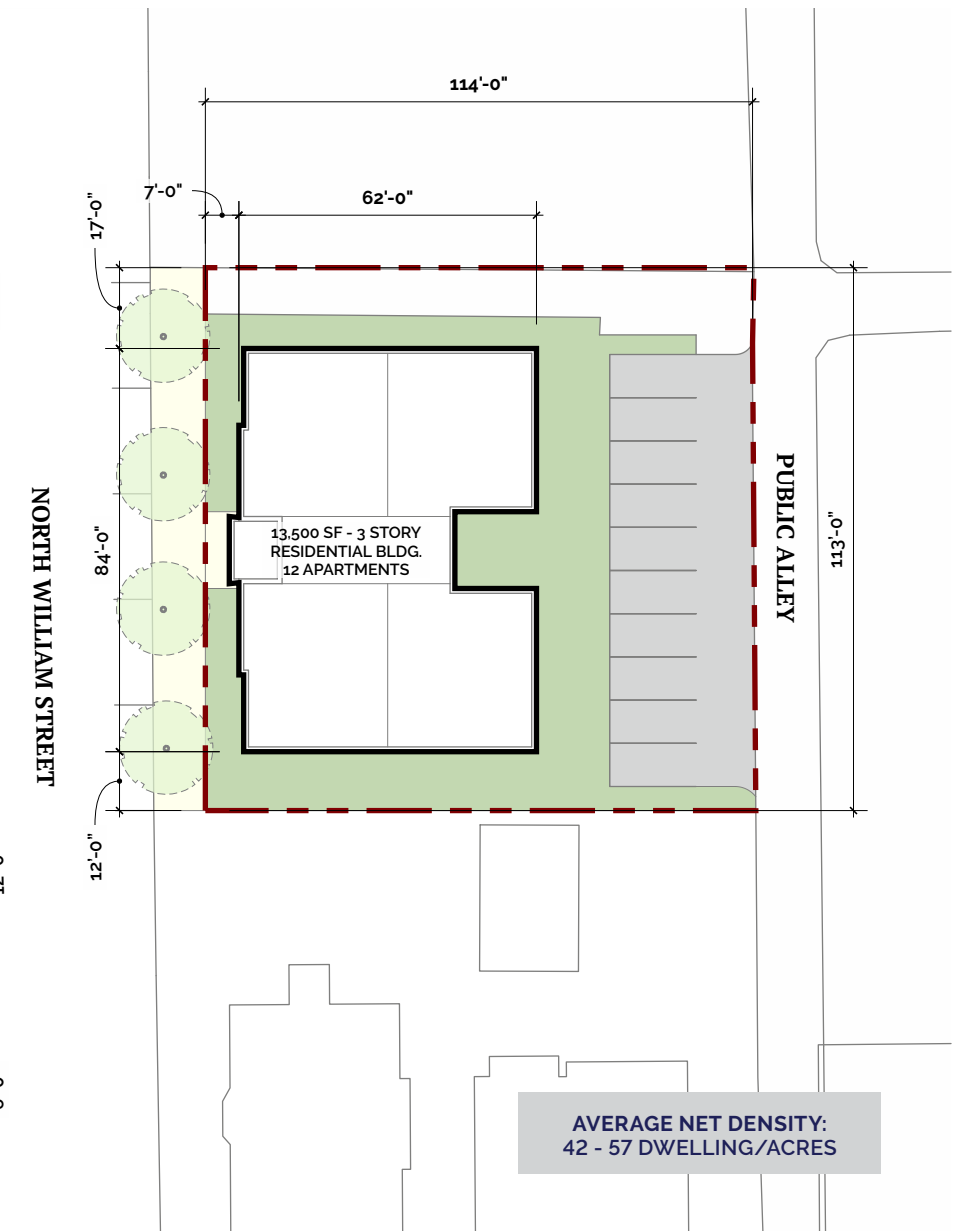 114'-0"
7'-0"
62'-0"
17'-0"
NORTH WILLIAM STREET
84'-0"
13,500 SF - 3 STORY
RESIDENTIAL BLDG.
12 APARTMENTS
PUBLIC ALLEY
113'-0"
12'-0"
AVERAGE NET DENSITY:
42 - 57 DWELLING/ACRES